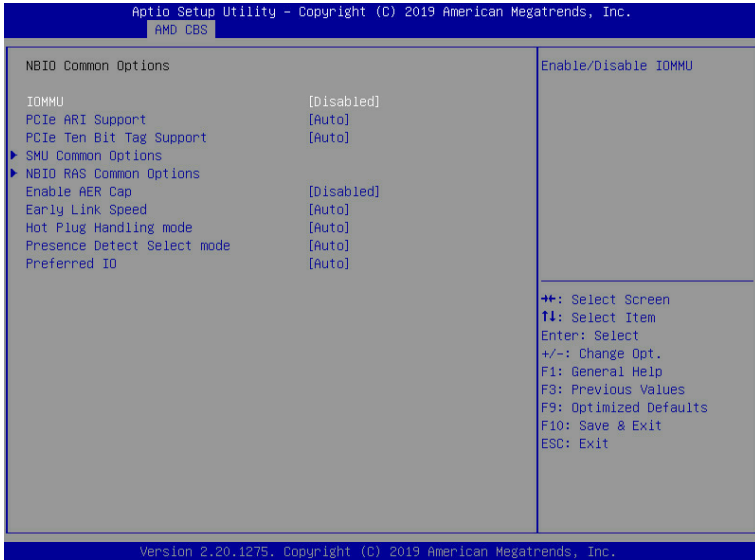 Aptio Setup Utility – Copyright (C) 2019 American Megatrends, Inc.
AMD CBS
NBIO Common Options
IOMMU [Disabled]
PCIe ARI Support [Auto]
PCIe Ten Bit Tag Support [Auto]
SMU Common Options
NBIO RAS Common Options
Enable AER Cap [Disabled]
Early Link Speed [Auto]
Hot Plug Handling mode [Auto]
Presence Detect Select mode [Auto]
Preferred IO [Auto]
Enable/Disable IOMMU
→←: Select Screen
↑↓: Select Item
Enter: Select
+/-: Change Opt.
F1: General Help
F3: Previous Values
F9: Optimized Defaults
F10: Save & Exit
ESC: Exit
Version 2.20.1275. Copyright (C) 2019 American Megatrends, Inc.